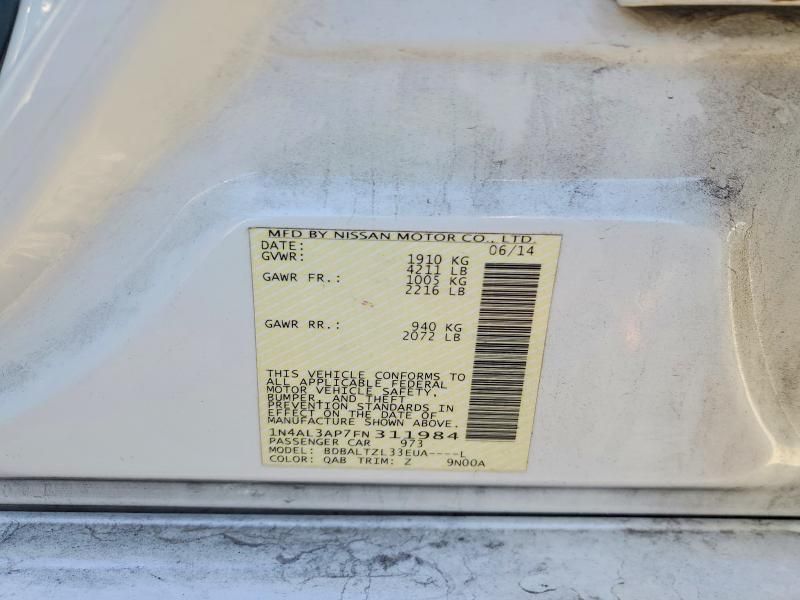 MFD BY NISSAN MOTOR CO., LTD.
DATE: 06/14
GVWR: 1910 KG
4211 LB
GAWR FR.: 1005 KG
2216 LB
GAWR RR.: 940 KG
2072 LB
THIS VEHICLE CONFORMS TO
ALL APPLICABLE FEDERAL
MOTOR VEHICLE SAFETY,
BUMPER, AND THEFT
PREVENTION STANDARDS IN
EFFECT ON THE DATE OF
MANUFACTURE SHOWN ABOVE.
1N4AL3AP7FN 311984
PASSENGER CAR 973
MODEL: BDBALTZL33EUA----L
COLOR: QAB TRIM: Z 9N00A